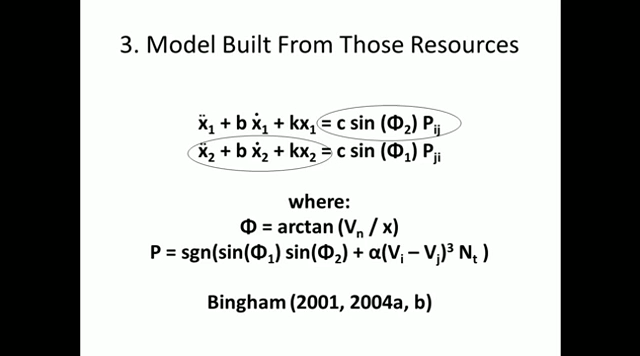 3. Model Built From Those Resources
ẍ₁ + b ẋ₁ + kx₁ = c sin (Φ₂) Pᵢⱼ
ẍ₂ + b ẋ₂ + kx₂ = c sin (Φ₁) Pⱼᵢ
where:
Φ = arctan (Vₙ / x)
P = sgn(sin(Φ₁) sin(Φ₂) + α(Vᵢ – Vⱼ)³ Nₜ )
Bingham (2001, 2004a, b)